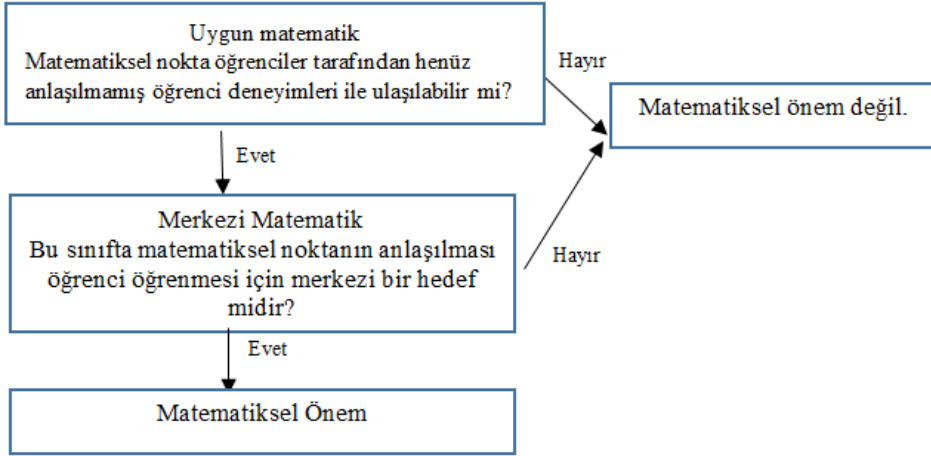 Uygun matematik
Matematiksel nokta öğrenciler tarafından henüz
anlaşılmamış öğrenci deneyimleri ile ulaşılabilir mi?
Hayır
Matematiksel önem değil.
Evet
Merkezi Matematik
Bu sınıfta matematiksel noktanın anlaşılması
öğrenci öğrenmesi için merkezi bir hedef
midir?
Hayır
Evet
Matematiksel Önem